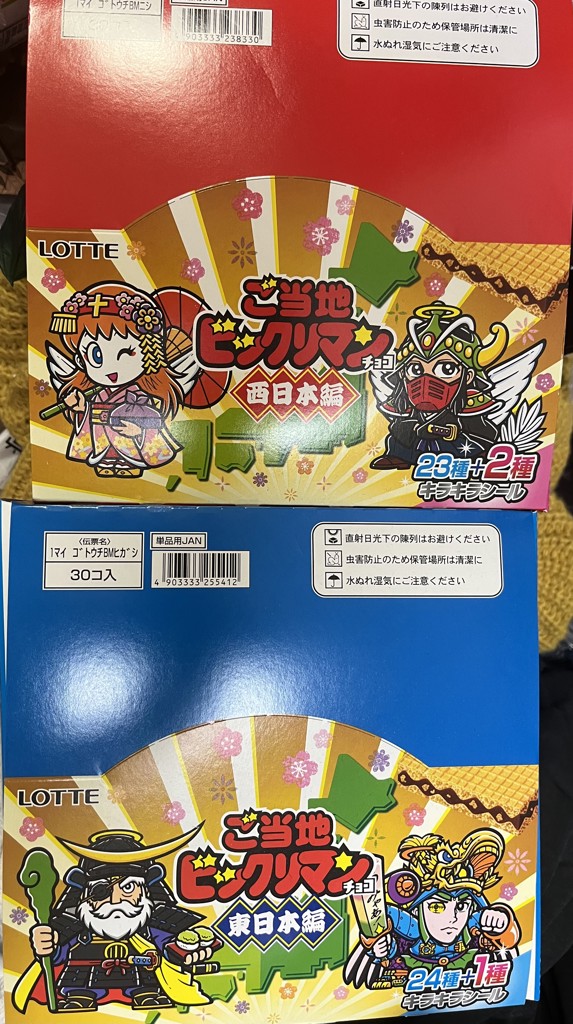 1マイ ゴトウチBMニシ
4 903333 238330
直射日光下の陳列はお避けください
虫害防止のため保管場所は清潔に
水ぬれ湿気にご注意ください
LOTTE
ご当地
ビックリマン
チョコ
西日本編
23種+2種
キラキラシール
〈伝票名〉
1マイ ゴトウチBMヒガシ
30コ入
単品用JAN
4 903333 255412
直射日光下の陳列はお避けください
虫害防止のため保管場所は清潔に
水ぬれ湿気にご注意ください
LOTTE
ご当地
ビックリマン
チョコ
東日本編
24種+1種
キラキラシール